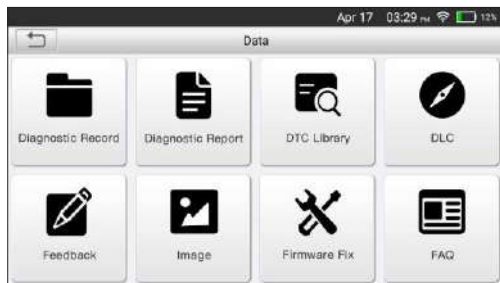 Apr 17 03:29 PM 12%
Data
Diagnostic Record Diagnostic Report DTC Library DLC
Feedback Image Firmware Fix FAQ